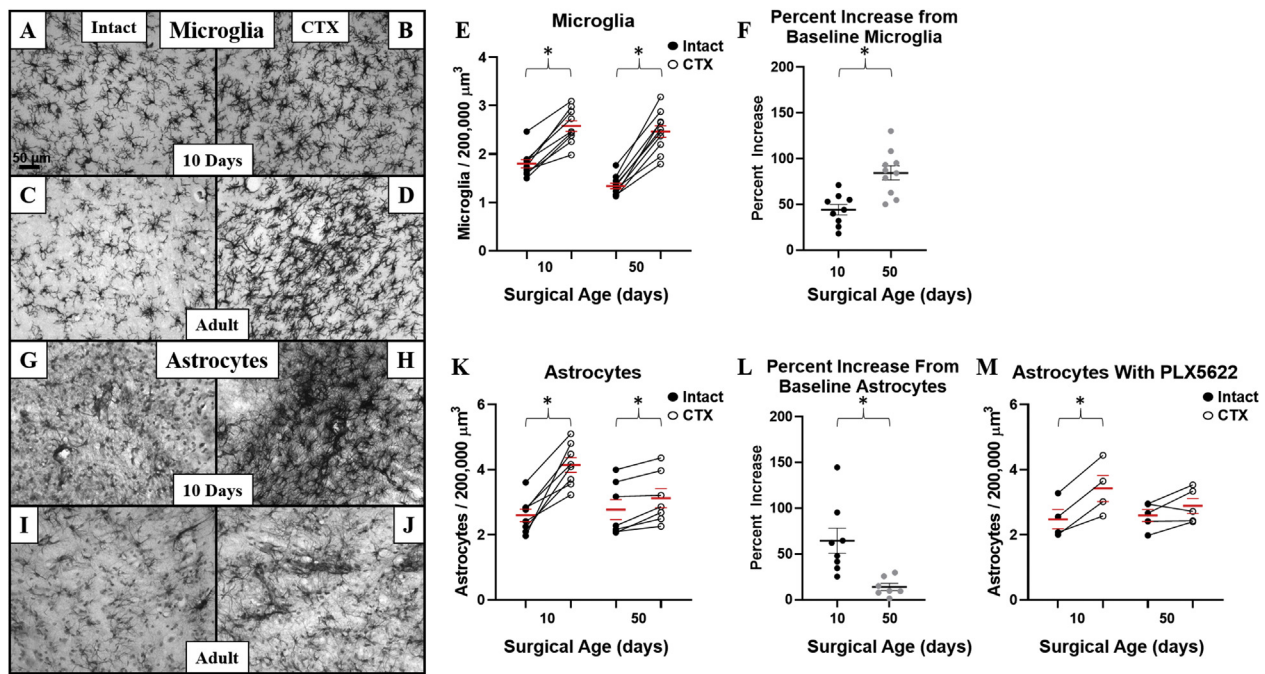 A
Intact
Microglia
CTX
B
50 μm
10 Days
C
D
Adult
G
Astrocytes
H
10 Days
I
J
Adult
E
Microglia
Intact
CTX
*
*
Microglia / 200,000 μm³
4
3
2
1
0
10
50
Surgical Age (days)
F
Percent Increase from
Baseline Microglia
*
Percent Increase
200
150
100
50
0
10
50
Surgical Age (days)
K
Astrocytes
Intact
CTX
*
*
Astrocytes / 200,000 μm³
6
4
2
0
10
50
Surgical Age (days)
L
Percent Increase From
Baseline Astrocytes
*
Percent Increase
200
150
100
50
0
10
50
Surgical Age (days)
M
Astrocytes With PLX5622
Intact
CTX
*
Astrocytes / 200,000 μm³
6
4
2
0
10
50
Surgical Age (days)